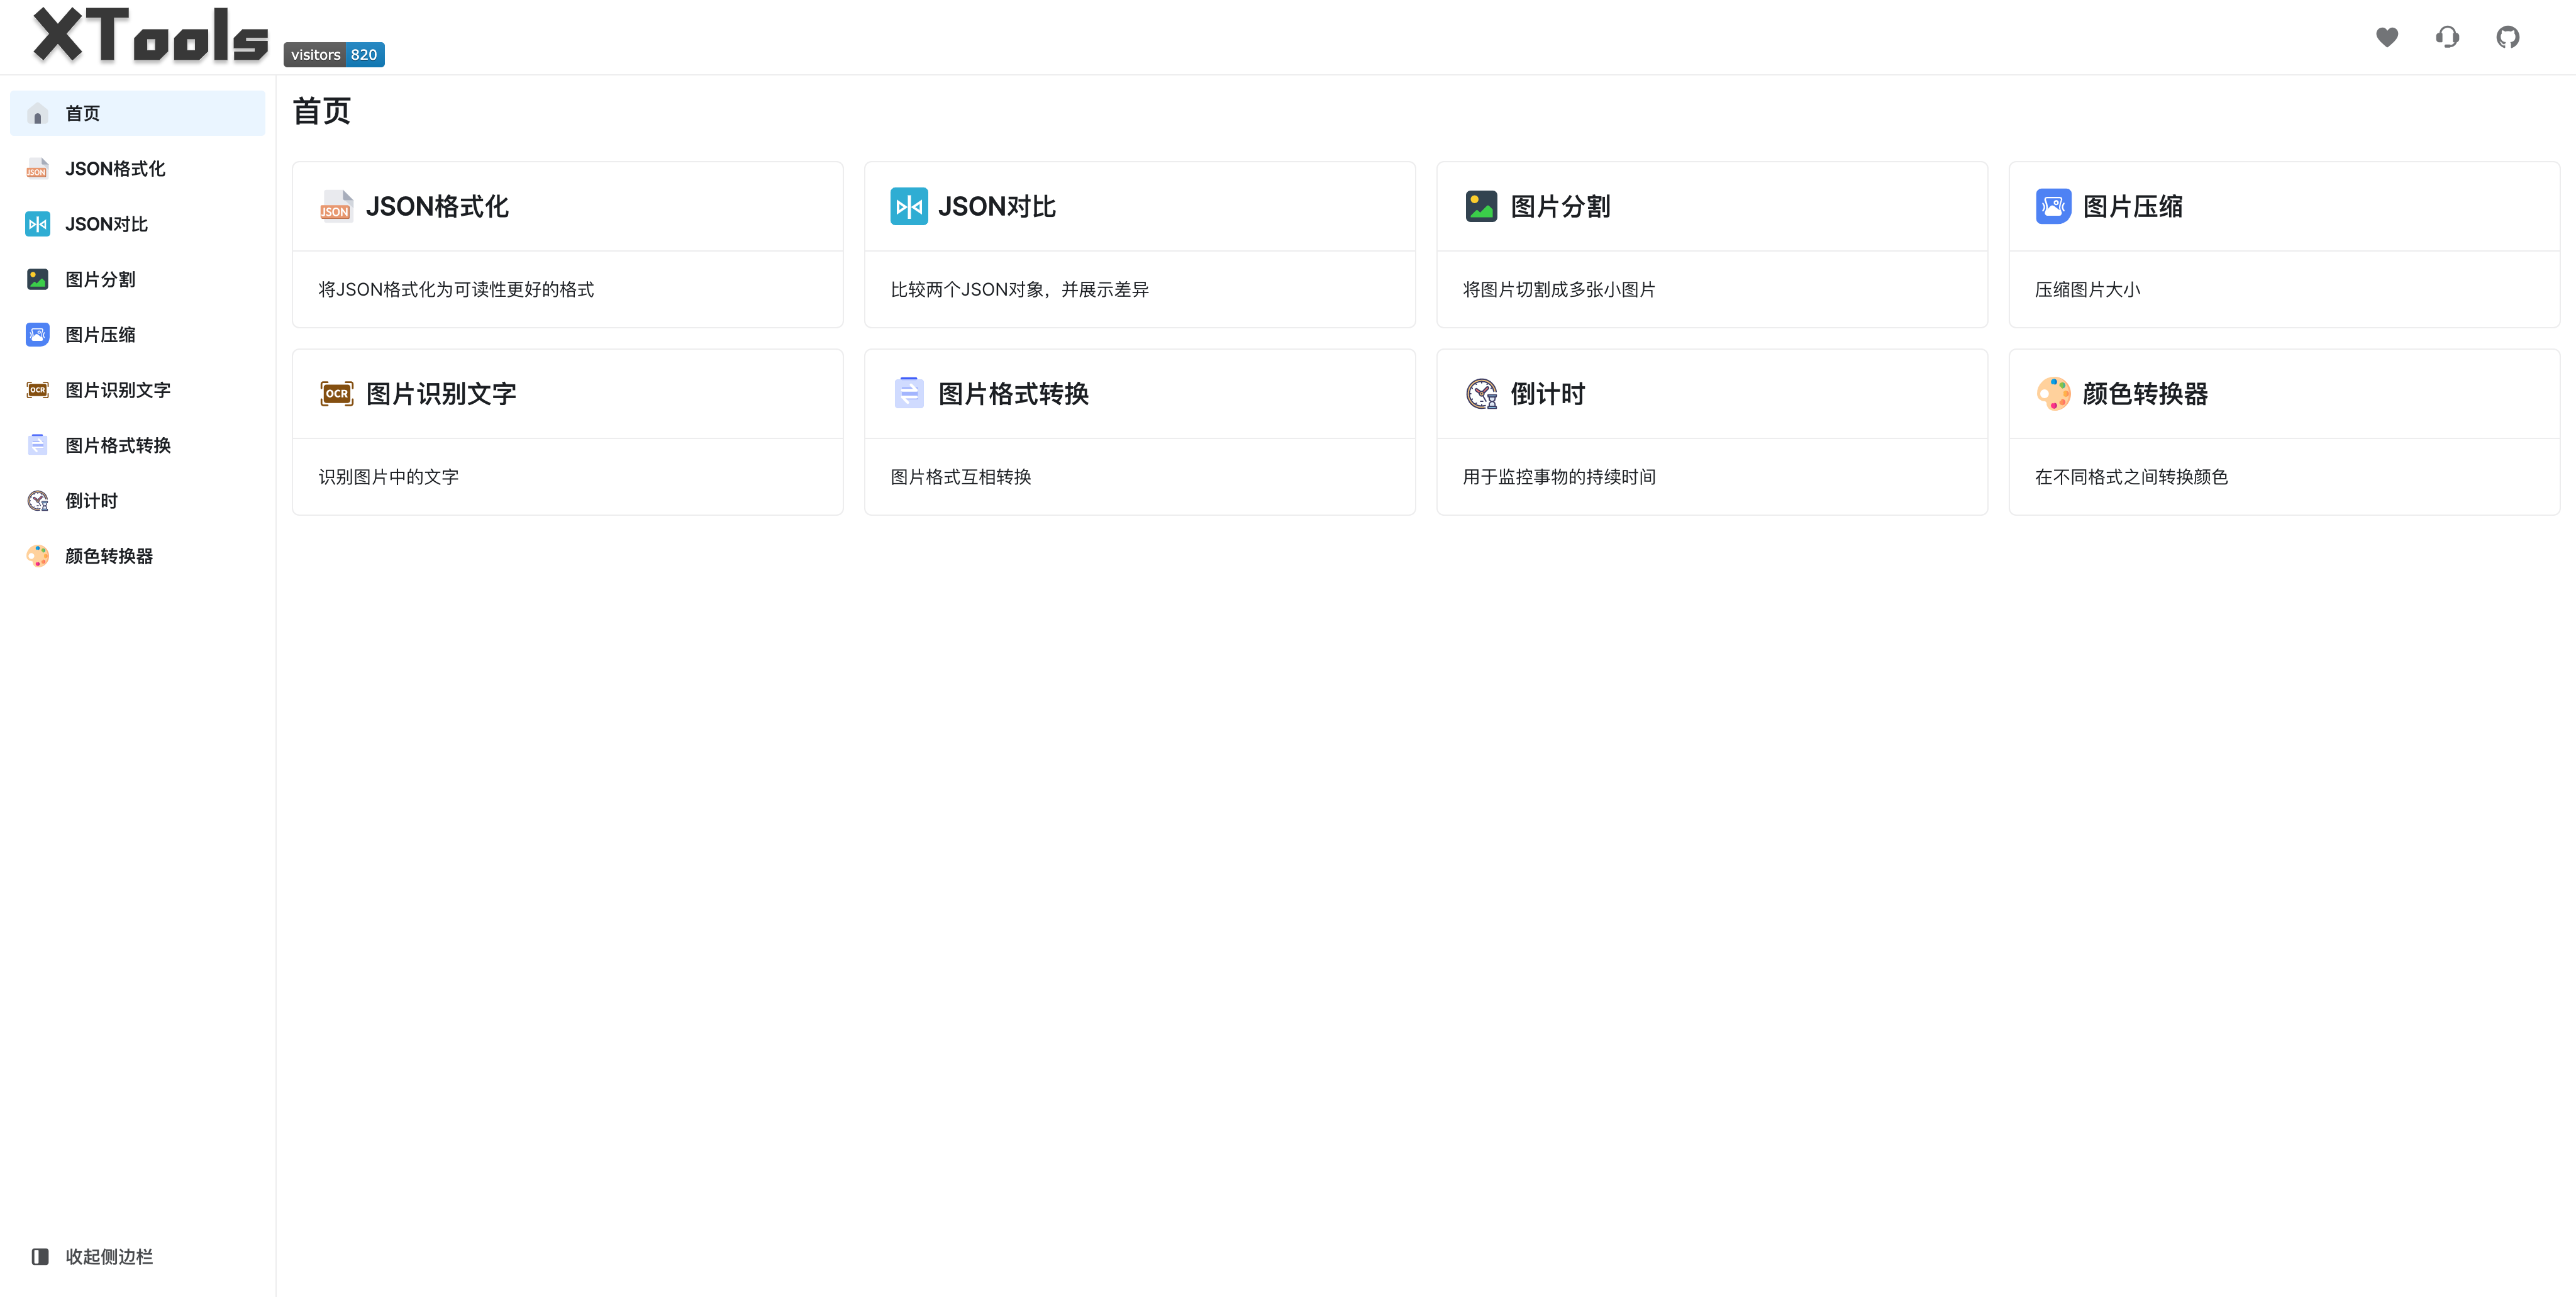 XTools
visitors 820
首页
JSON格式化
JSON对比
图片分割
图片压缩
OCR 图片识别文字
图片格式转换
倒计时
颜色转换器
收起侧边栏
首页
JSON JSON格式化
将JSON格式化为可读性更好的格式
JSON对比
比较两个JSON对象，并展示差异
图片分割
将图片切割成多张小图片
图片压缩
压缩图片大小
OCR 图片识别文字
识别图片中的文字
图片格式转换
图片格式互相转换
倒计时
用于监控事物的持续时间
颜色转换器
在不同格式之间转换颜色